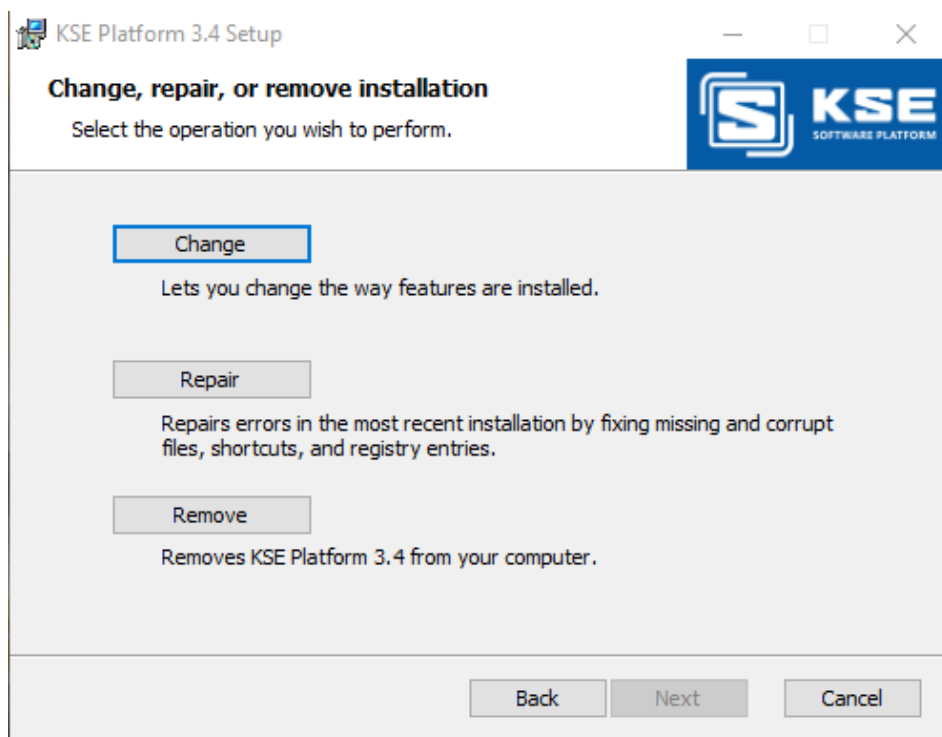 KSE Platform 3.4 Setup
Change, repair, or remove installation
Select the operation you wish to perform.
S KSE
SOFTWARE PLATFORM
Change
Lets you change the way features are installed.
Repair
Repairs errors in the most recent installation by fixing missing and corrupt
files, shortcuts, and registry entries.
Remove
Removes KSE Platform 3.4 from your computer.
Back Next Cancel